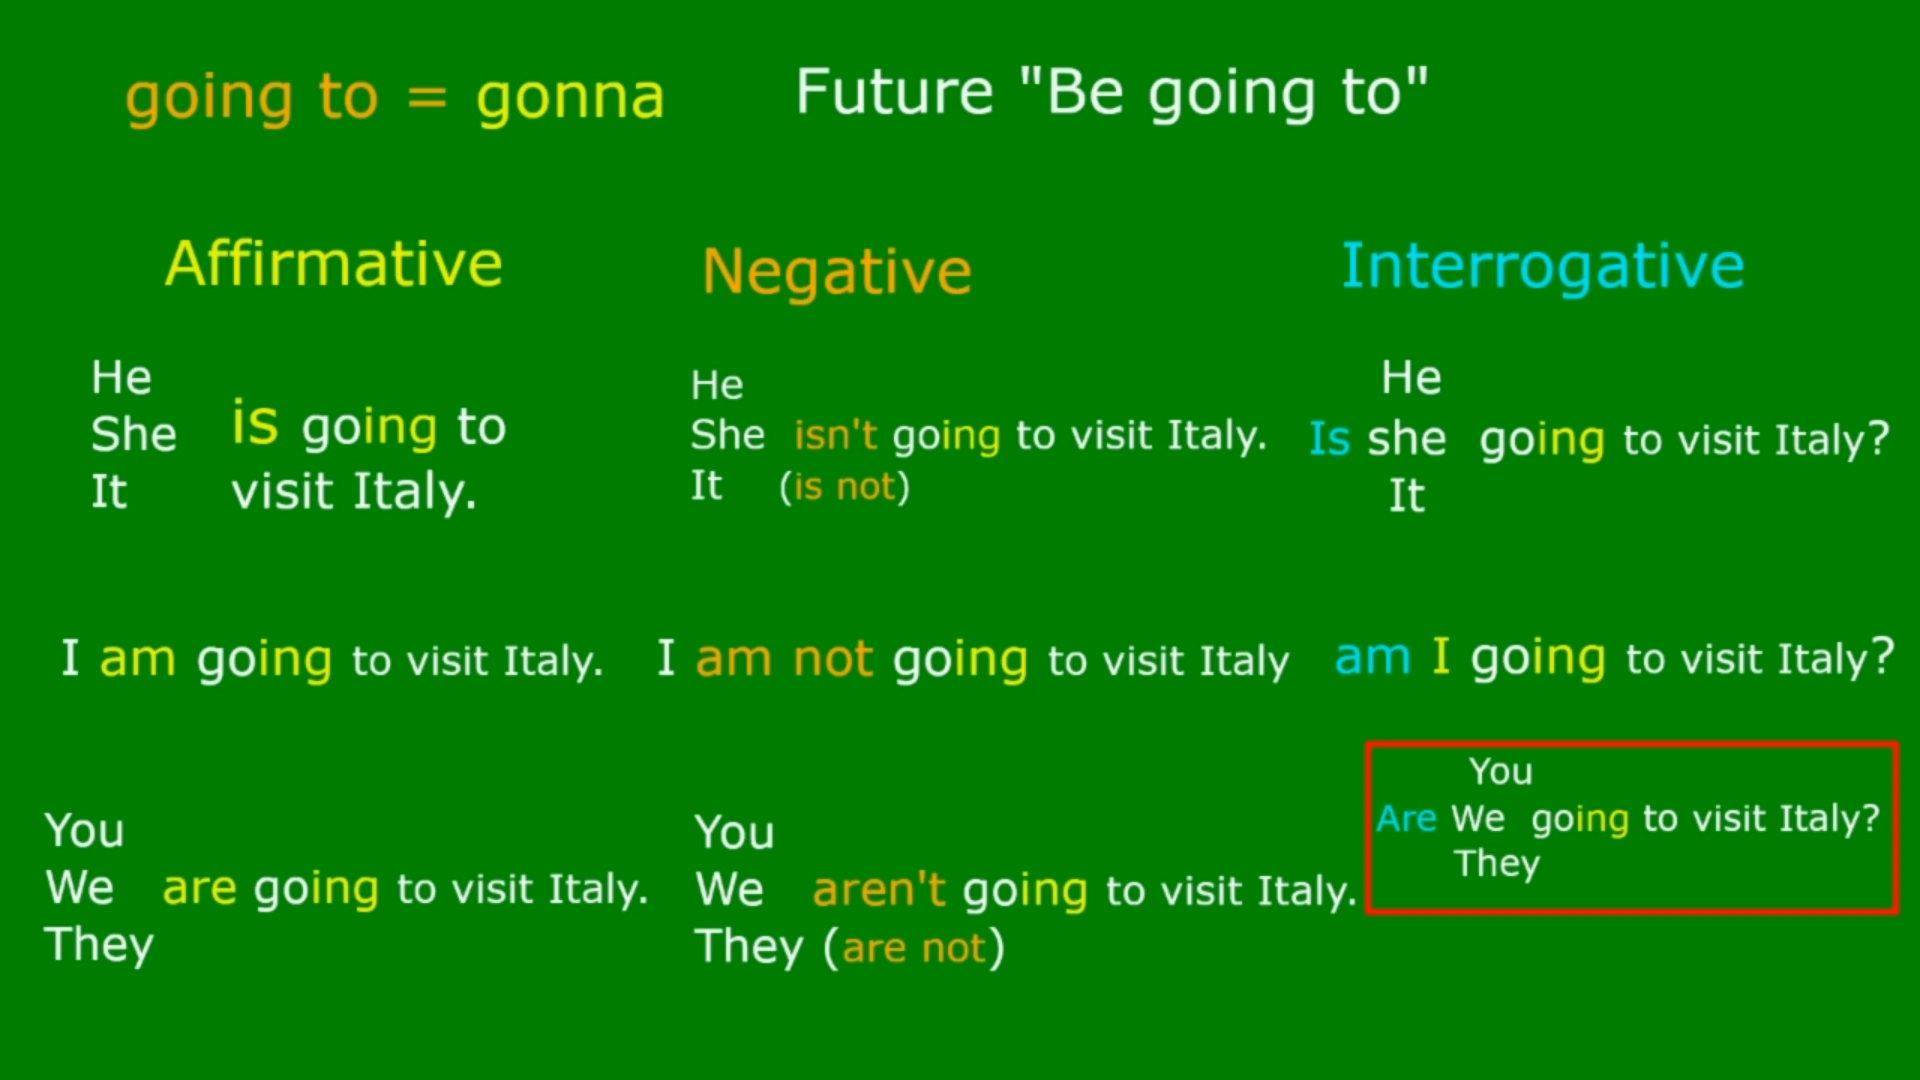 going to = gonna
Future "Be going to"
Affirmative
Negative
Interrogative
He
She
It
is going to
visit Italy.
He
She isn't going to visit Italy.
It (is not)
He
Is she going to visit Italy?
It
I am going to visit Italy.
I am not going to visit Italy
am I going to visit Italy?
You
We are going to visit Italy.
They
You
We aren't going to visit Italy.
They (are not)
You
Are We going to visit Italy?
They